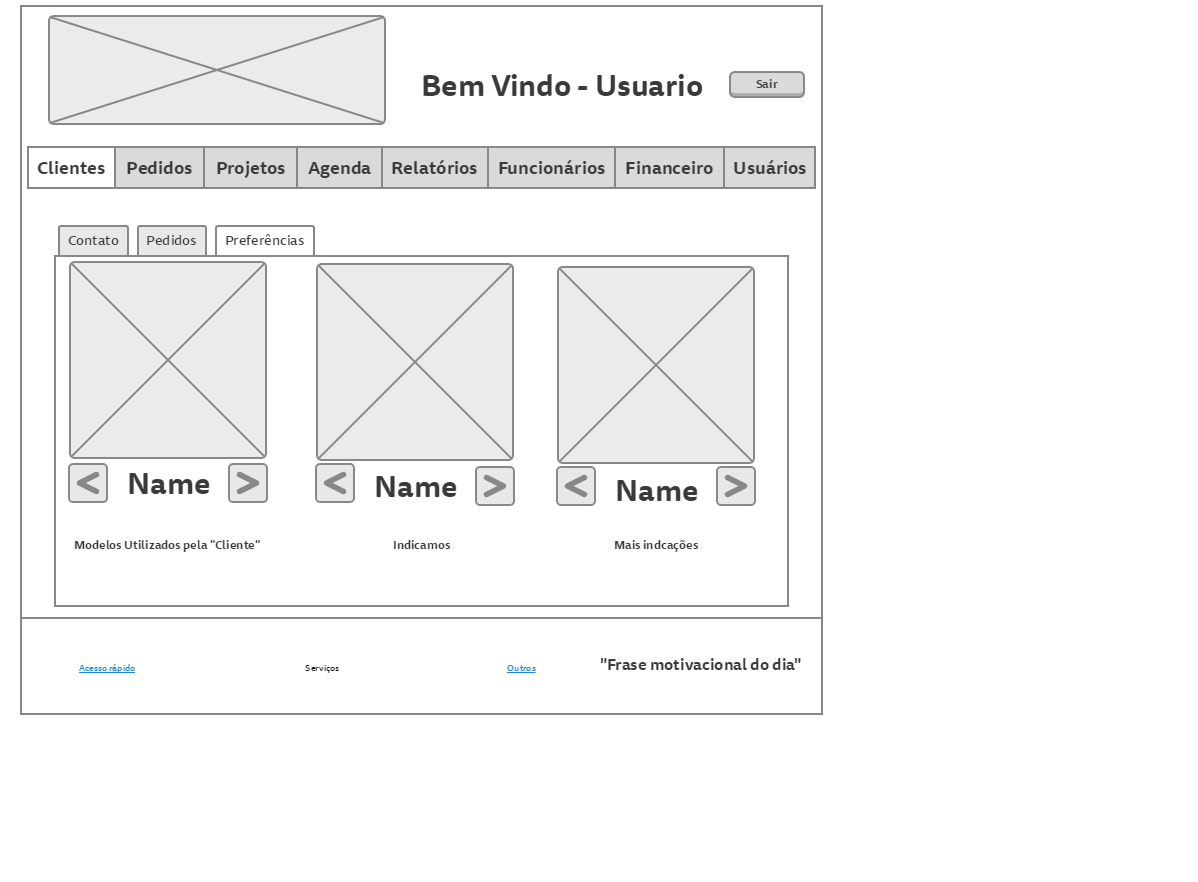 Bem Vindo - Usuario
Sair
Clientes Pedidos Projetos Agenda Relatórios Funcionários Financeiro Usuários
Contato Pedidos Preferências
< Name > < Name > < Name >
Modelos Utilizados pela "Cliente" Indicamos Mais indcações
Acesso rápido Serviços Outros "Frase motivacional do dia"